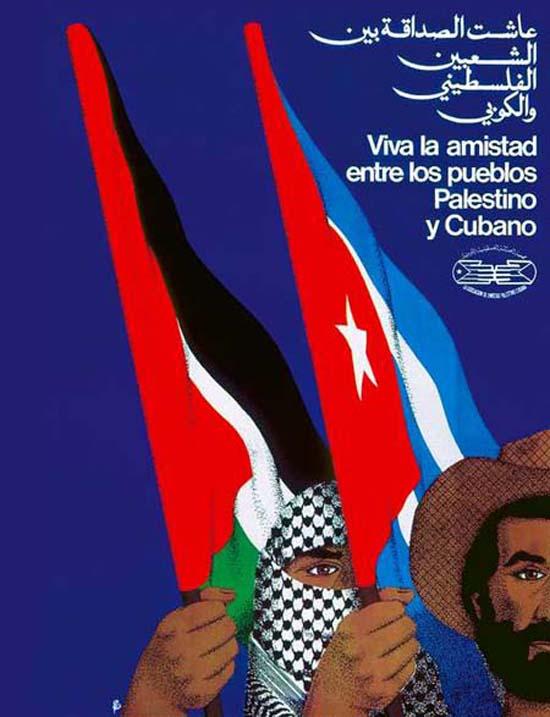 عاشت الصداقة بين
الشعبين
الفلسطيني
والكوبي
Viva la amistad
entre los pueblos
Palestino
y Cubano